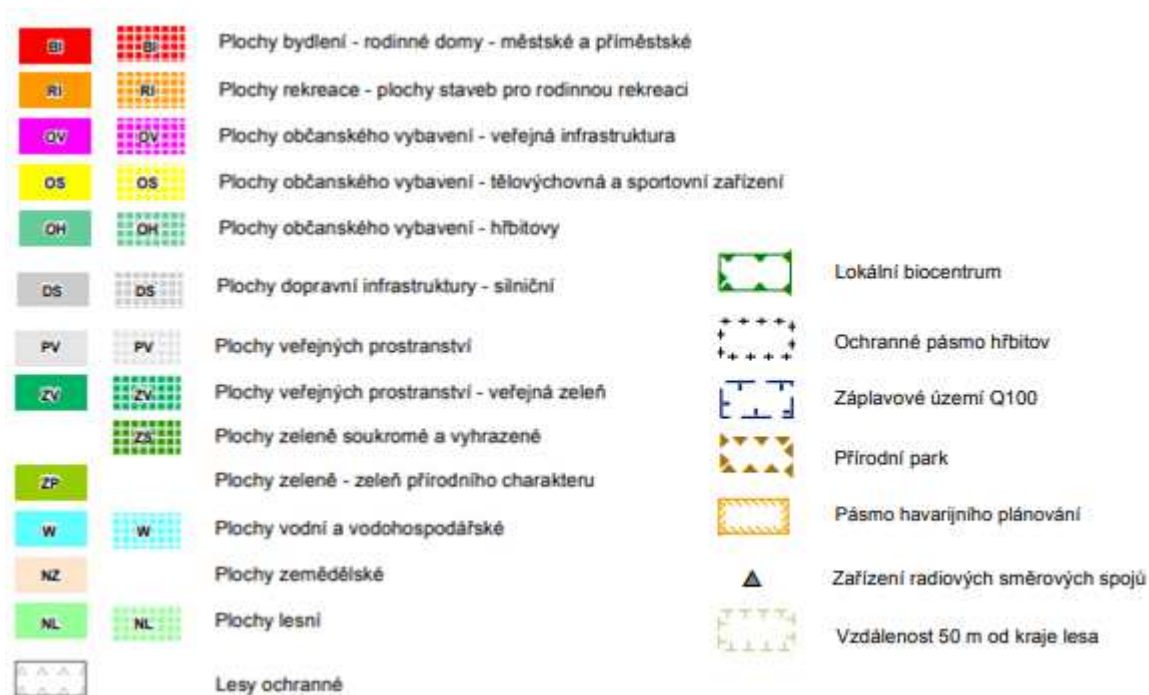 BI BI Plochy bydlení - rodinné domy - městské a příměstské
RI RI Plochy rekreace - plochy staveb pro rodinnou rekreaci
OV OV Plochy občanského vybavení - veřejná infrastruktura
OS OS Plochy občanského vybavení - tělovýchovná a sportovní zařízení
OH OH Plochy občanského vybavení - hřbitovy
DS DS Plochy dopravní infrastruktury - silniční
PV PV Plochy veřejných prostranství
ZV ZV Plochy veřejných prostranství - veřejná zeleň
ZS Plochy zeleně soukromé a vyhrazené
ZP Plochy zeleně - zeleň přírodního charakteru
W W Plochy vodní a vodohospodářské
NZ Plochy zemědělské
NL NL Plochy lesní
Lesy ochranné
Lokální biocentrum
Ochranné pásmo hřbitov
Záplavové území Q100
Přírodní park
Pásmo havarijního plánování
Zařízení radiových směrových spojů
Vzdálenost 50 m od kraje lesa